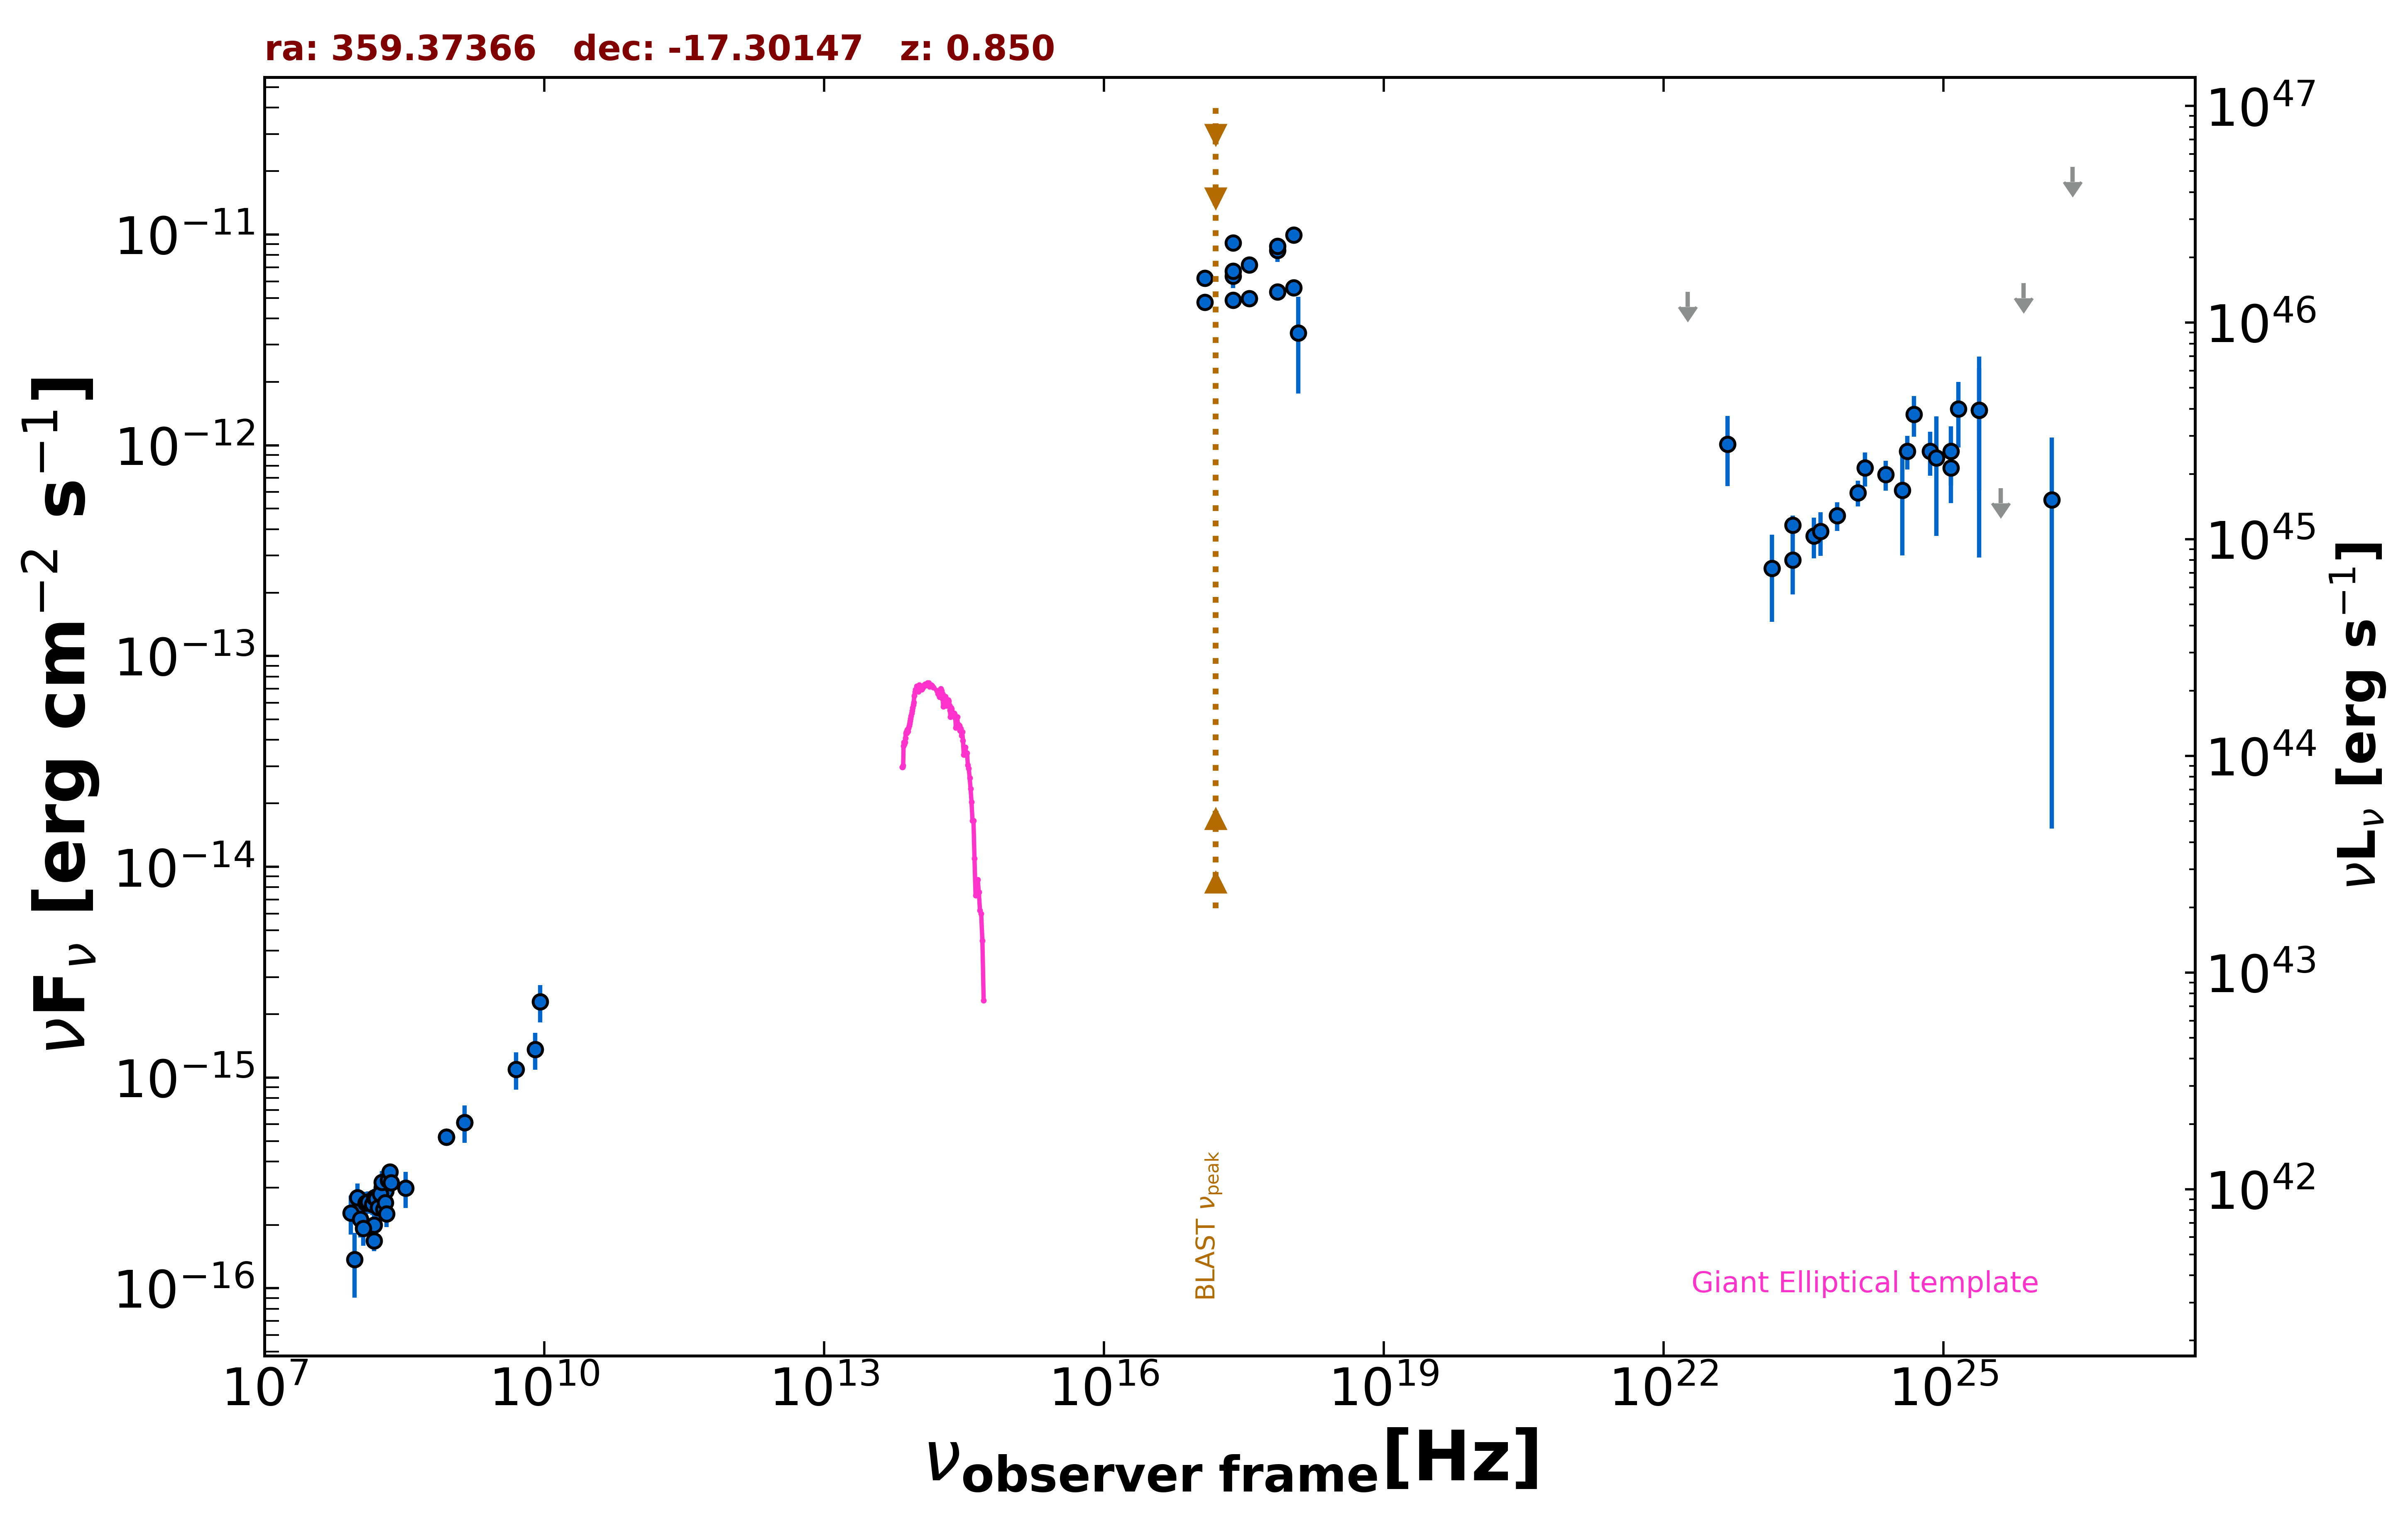 ra: 359.37366   dec: -17.30147   z: 0.850
νFν [erg cm−2 s−1]
10−11
10−12
10−13
10−14
10−15
10−16
1047
1046
1045
1044
1043
1042
νLν [erg s−1]
BLAST νpeak
Giant Elliptical template
107 1010 1013 1016 1019 1022 1025
νobserver frame[Hz]